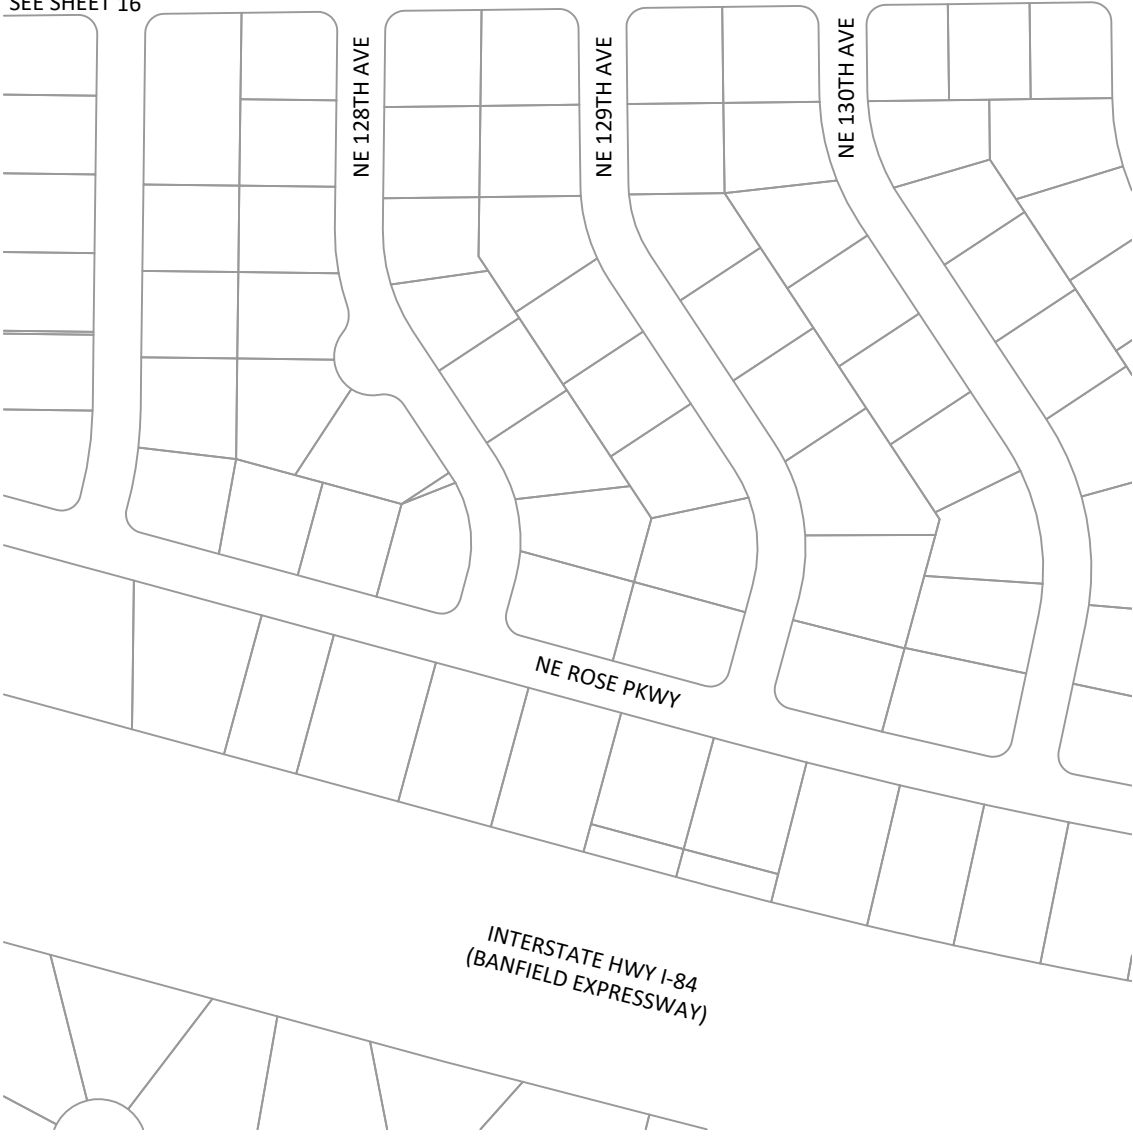 SEE SHEET 16
NE 128TH AVE
NE 129TH AVE
NE 130TH AVE
NE ROSE PKWY
INTERSTATE HWY I-84
(BANFIELD EXPRESSWAY)